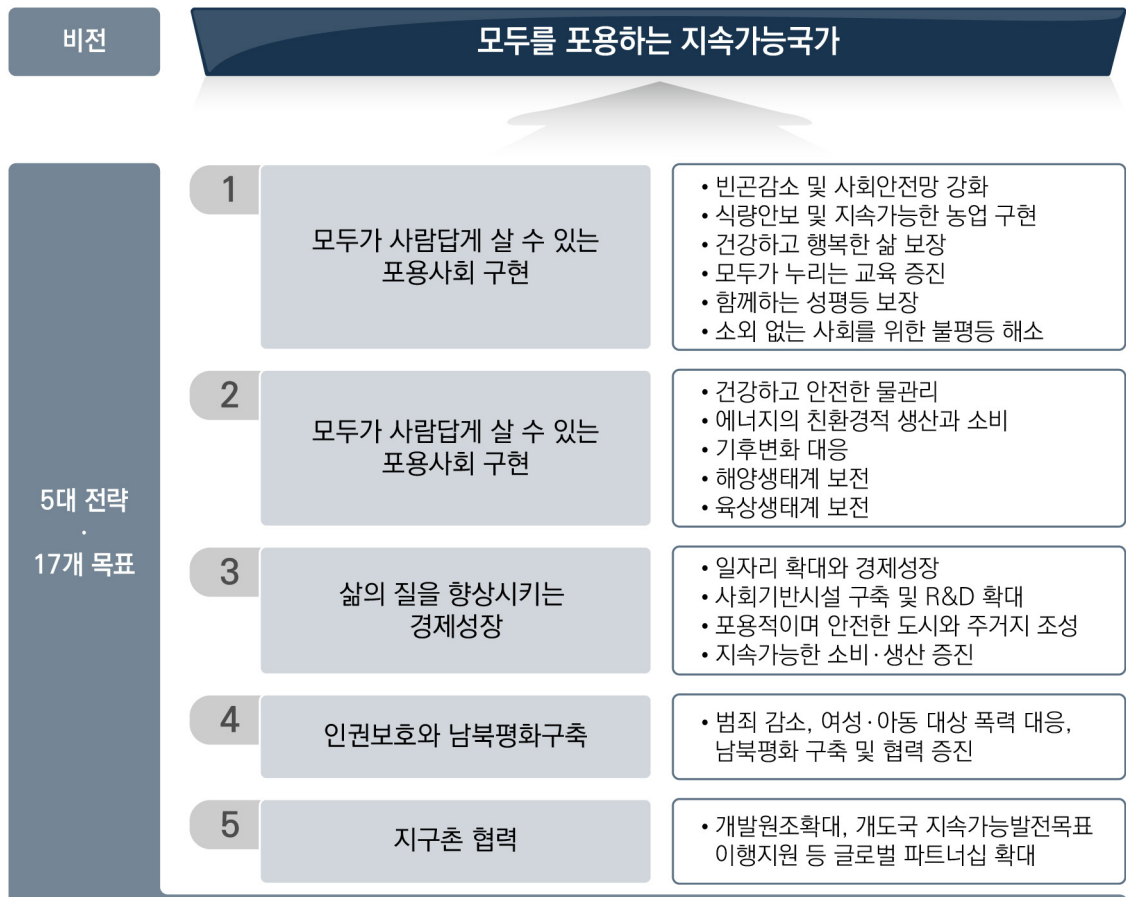 비전
모두를 포용하는 지속가능국가
5대 전략
·
17개 목표
1
모두가 사람답게 살 수 있는
포용사회 구현
• 빈곤감소 및 사회안전망 강화
• 식량안보 및 지속가능한 농업 구현
• 건강하고 행복한 삶 보장
• 모두가 누리는 교육 증진
• 함께하는 성평등 보장
• 소외 없는 사회를 위한 불평등 해소
2
모두가 사람답게 살 수 있는
포용사회 구현
• 건강하고 안전한 물관리
• 에너지의 친환경적 생산과 소비
• 기후변화 대응
• 해양생태계 보전
• 육상생태계 보전
3
삶의 질을 향상시키는
경제성장
• 일자리 확대와 경제성장
• 사회기반시설 구축 및 R&D 확대
• 포용적이며 안전한 도시와 주거지 조성
• 지속가능한 소비·생산 증진
4
인권보호와 남북평화구축
• 범죄 감소, 여성·아동 대상 폭력 대응,
남북평화 구축 및 협력 증진
5
지구촌 협력
• 개발원조확대, 개도국 지속가능발전목표
이행지원 등 글로벌 파트너십 확대